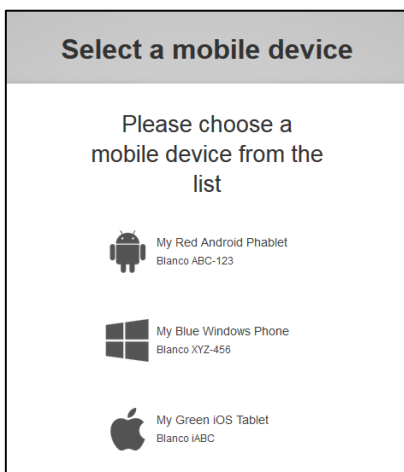 Select a mobile device
Please choose a
mobile device from the
list
My Red Android Phablet
Blanco ABC-123
My Blue Windows Phone
Blanco XYZ-456
My Green iOS Tablet
Blanco iABC